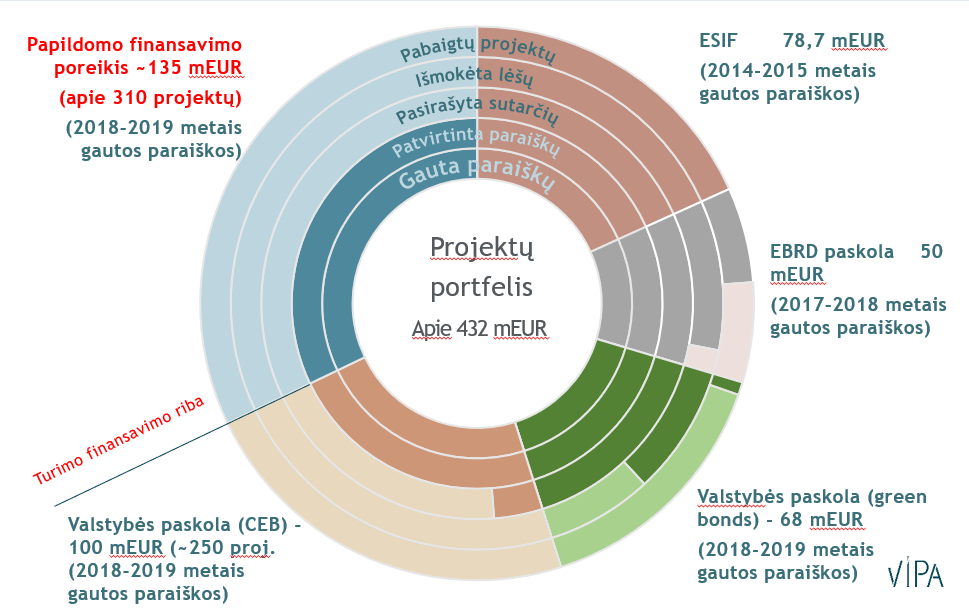 Papildomo finansavimo
poreikis ~135 mEUR
(apie 310 projektų)
(2018-2019 metais
gautos paraiškos)
Pabaigtų projektų
Išmokėta lėšų
Pasirašyta sutarčių
Patvirtinta paraiškų
Gauta paraiškų
ESIF 78,7 mEUR
(2014-2015 metais
gautos paraiškos)
Projektų
portfelis
Apie 432 mEUR
EBRD paskola 50
mEUR
(2017-2018 metais
gautos paraiškos)
Turimo finansavimo riba
Valstybės paskola (CEB) -
100 mEUR (~250 proj.
(2018-2019 metais
gautos paraiškos)
Valstybės paskola (green
bonds) - 68 mEUR
(2018-2019 metais
gautos paraiškos)
VIPA